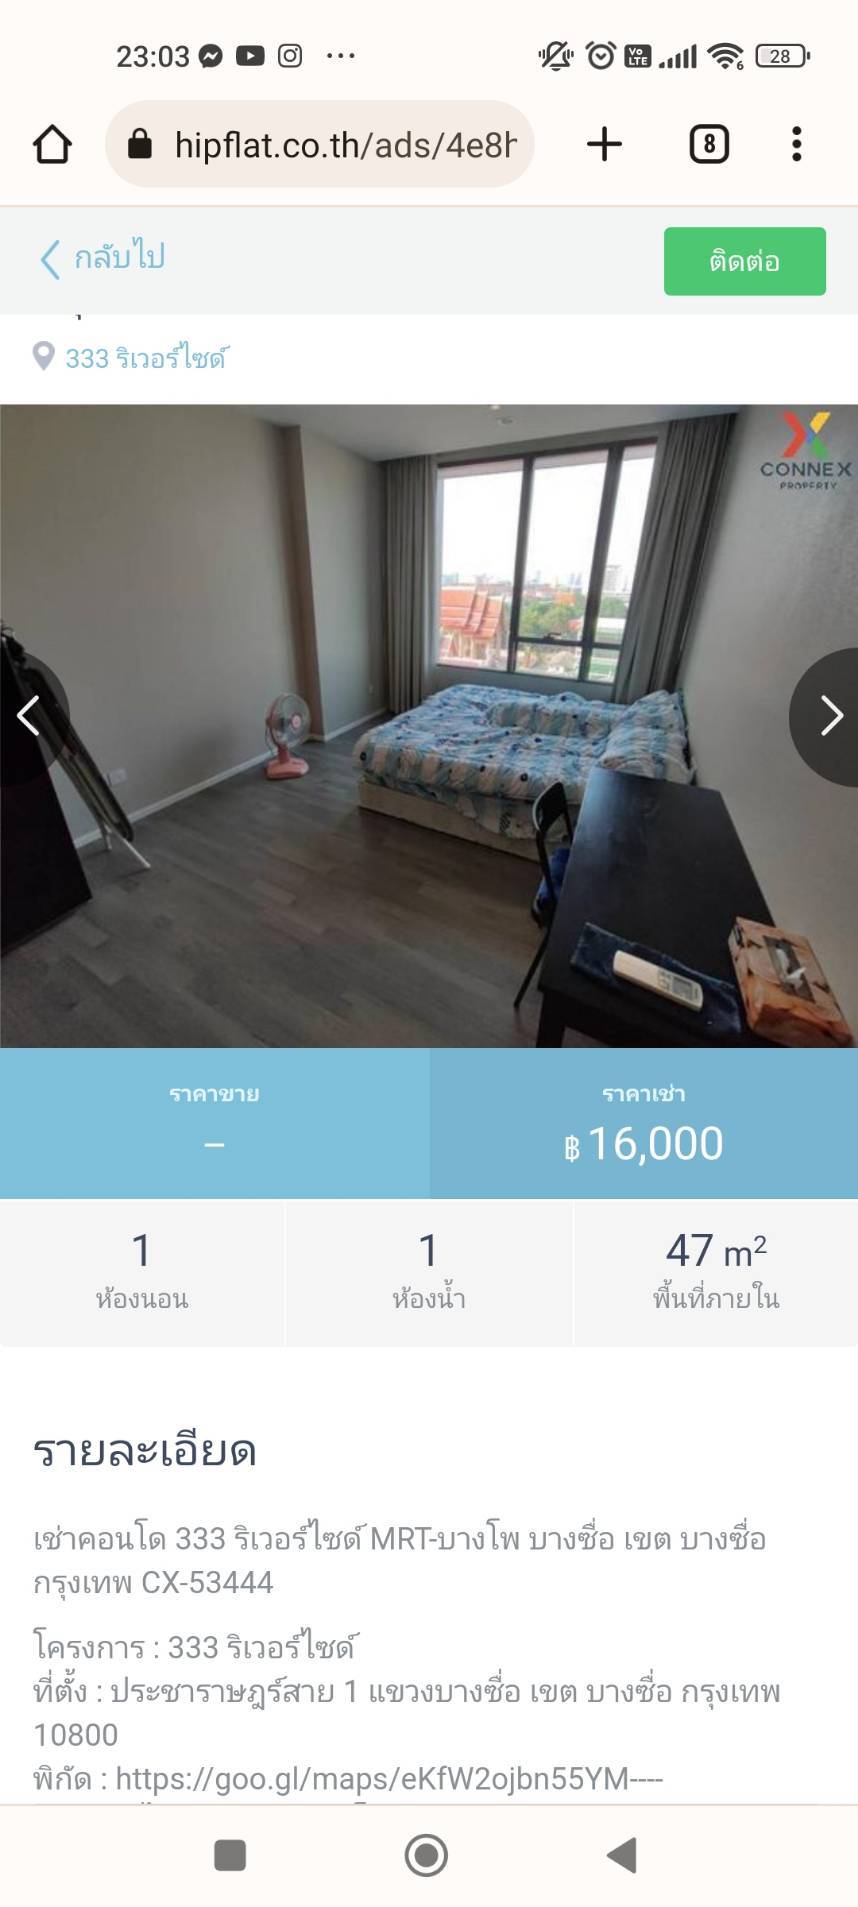 23:03
Vo LTE
6
28
hipflat.co.th/ads/4e8h
8
กลับไป
ติดต่อ
333 ริเวอร์ไซด์
CONNEX
PROPERTY
ราคาขาย
–
ราคาเช่า
฿ 16,000
1
ห้องนอน
1
ห้องน้ำ
47 m²
พื้นที่ภายใน
รายละเอียด
เช่าคอนโด 333 ริเวอร์ไซด์ MRT-บางโพ บางซื่อ เขต บางซื่อ
กรุงเทพ CX-53444
โครงการ : 333 ริเวอร์ไซด์
ที่ตั้ง : ประชาราษฎร์สาย 1 แขวงบางซื่อ เขต บางซื่อ กรุงเทพ
10800
พิกัด : https://goo.gl/maps/eKfW2ojbn55YM----